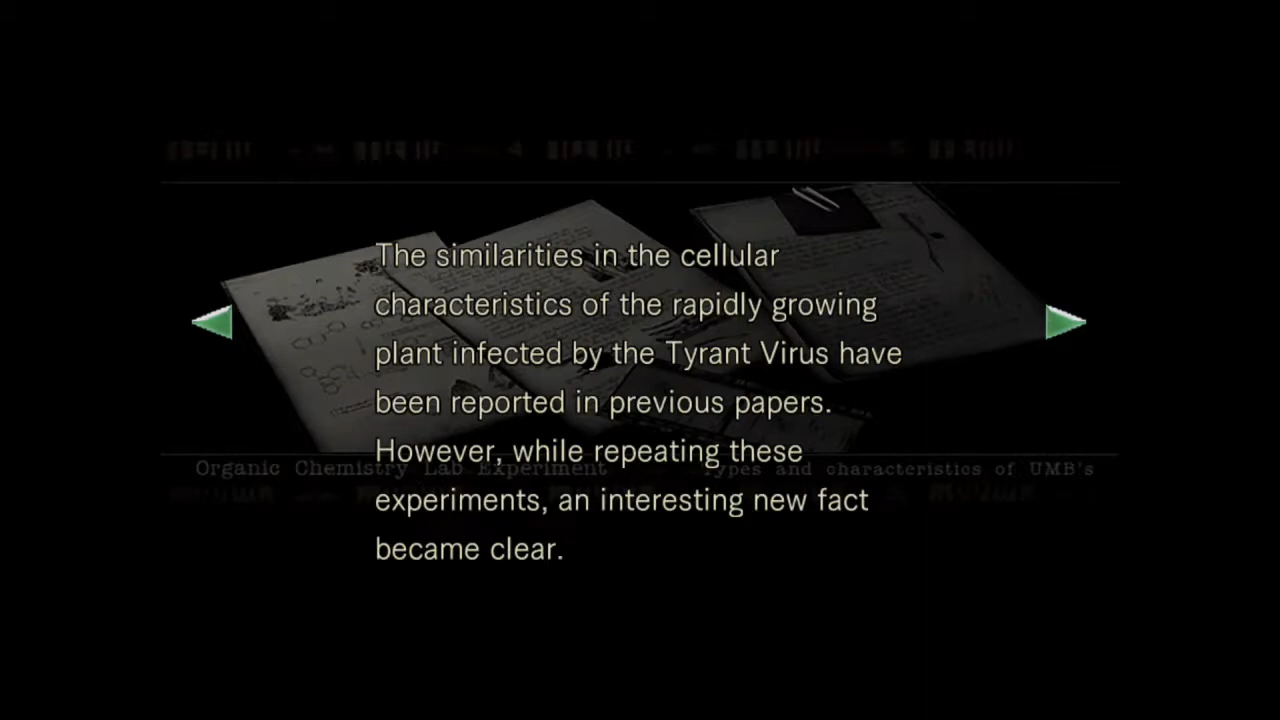 The similarities in the cellular
characteristics of the rapidly growing
plant infected by the Tyrant Virus have
been reported in previous papers.
However, while repeating these
Organic Chemistry Lab Experiment Types and characteristics of UMB's
experiments, an interesting new fact
became clear.